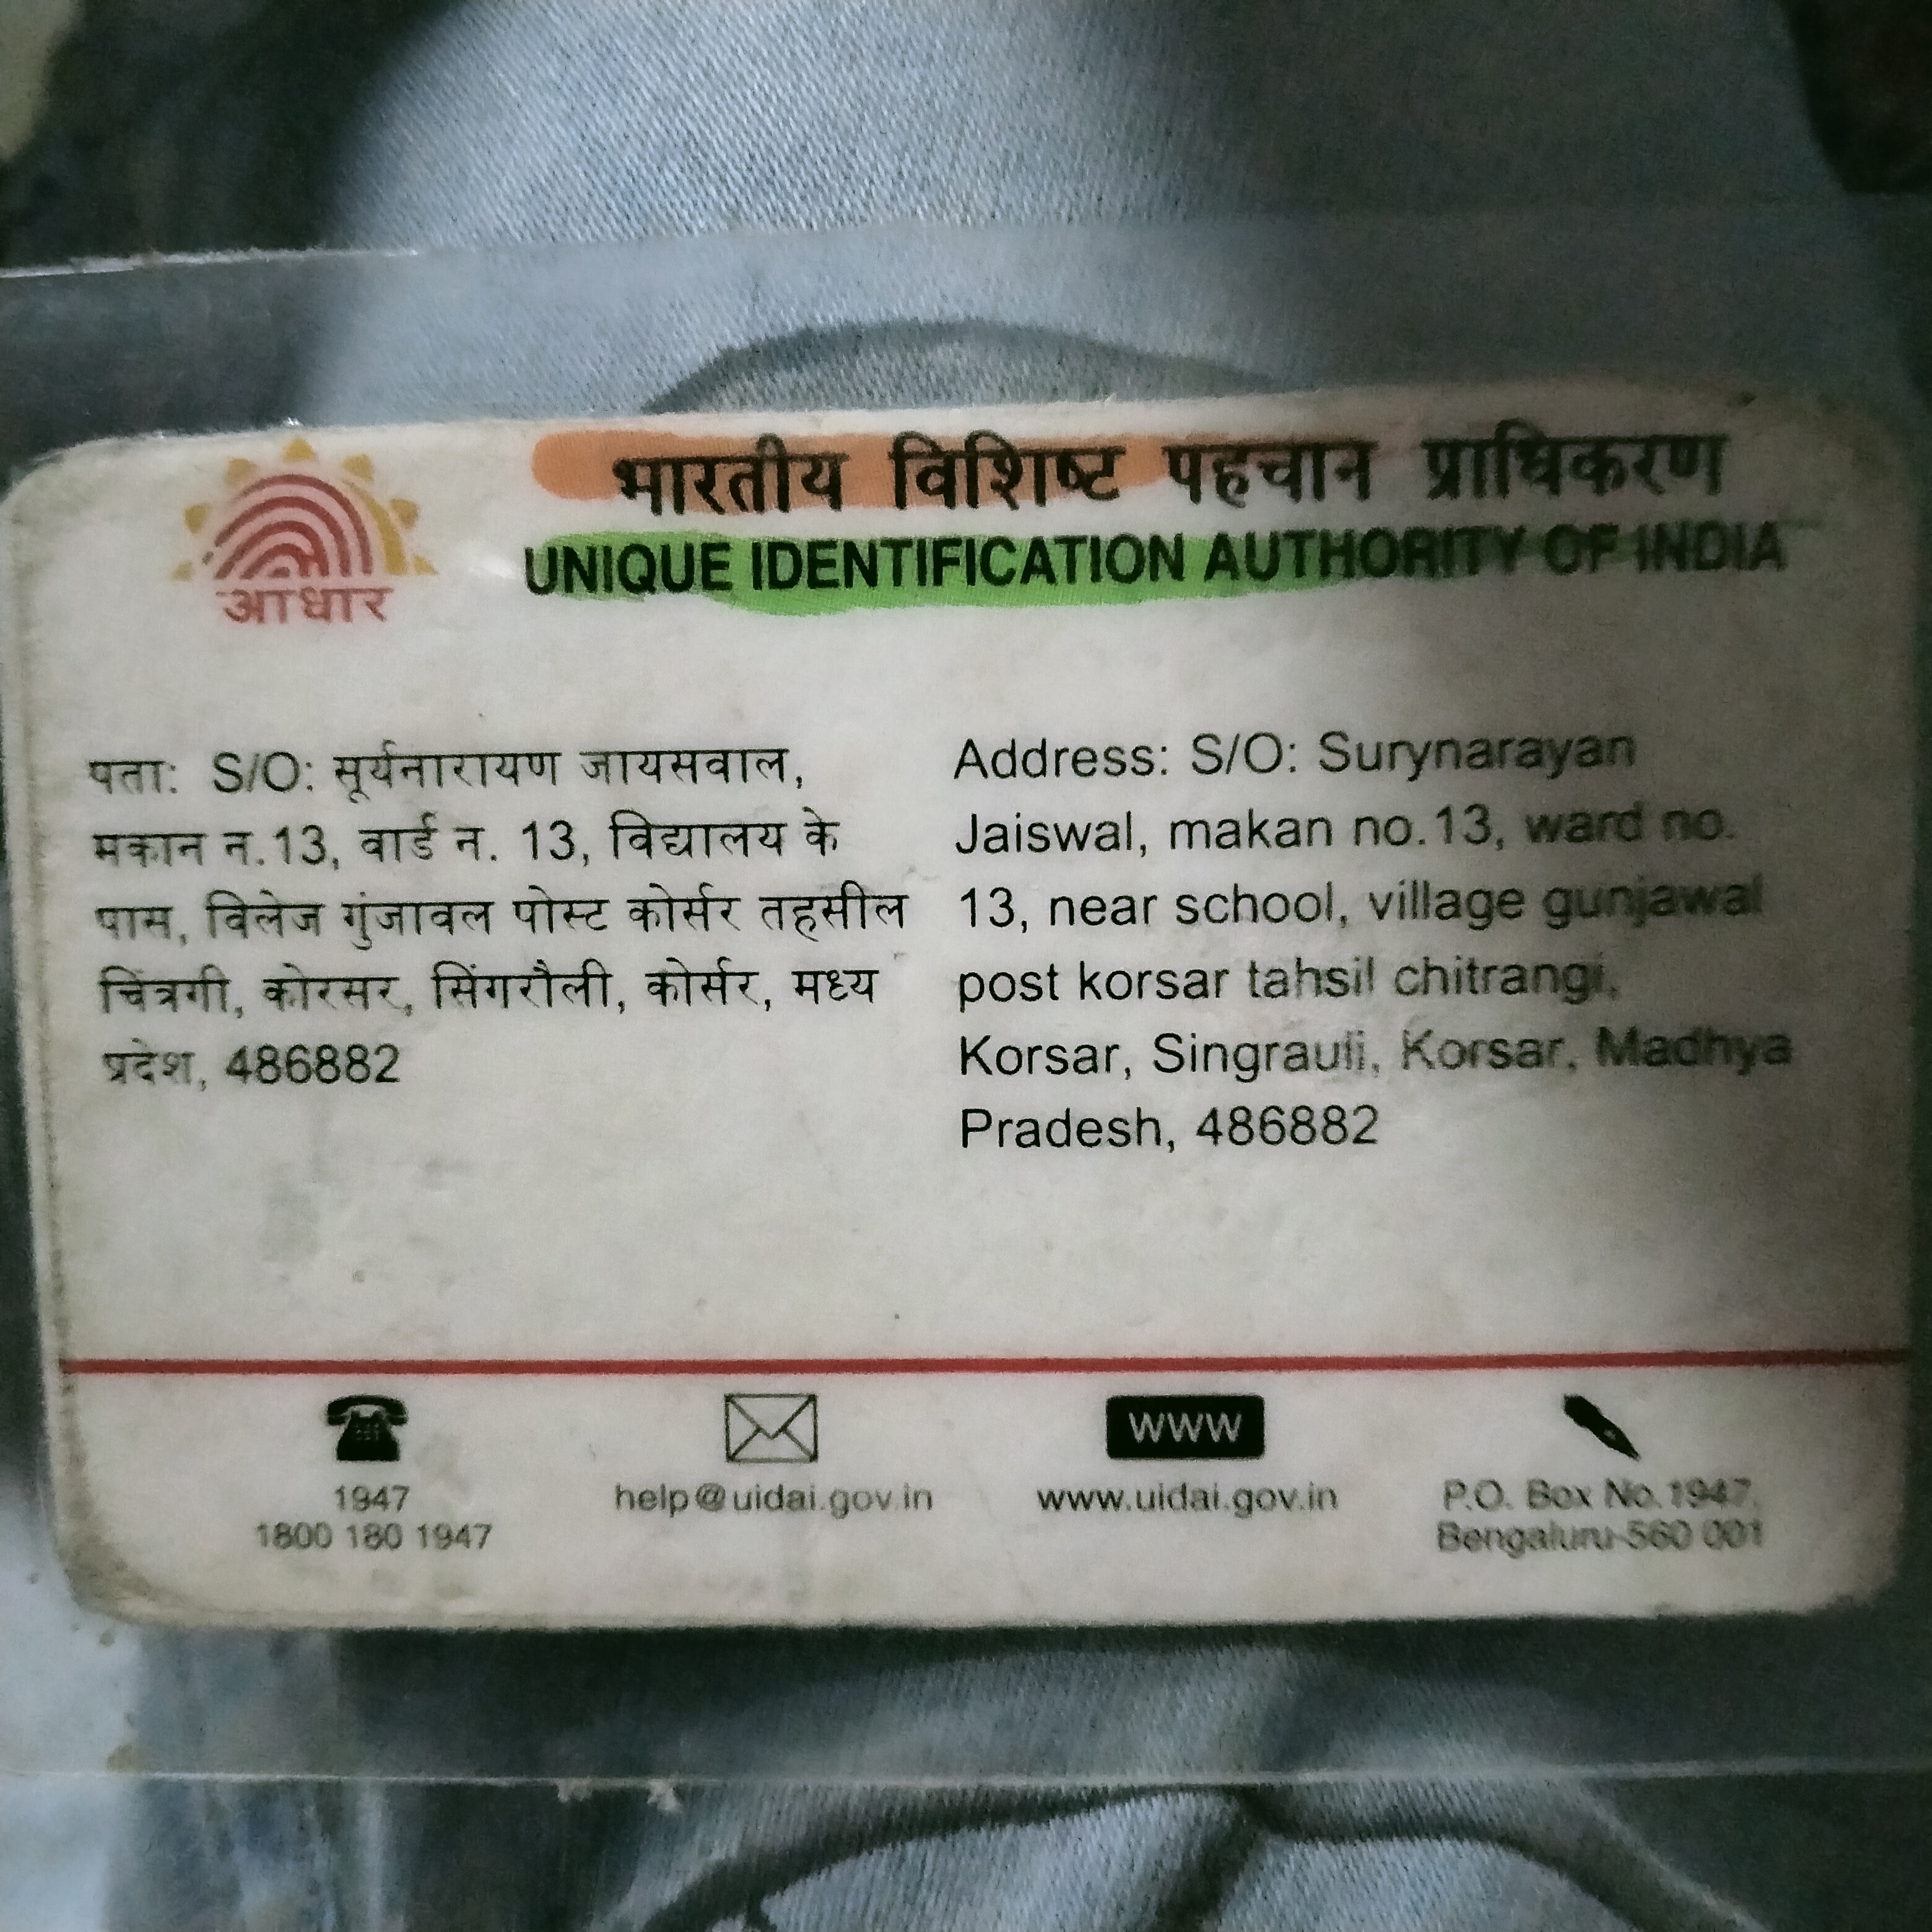 भारतीय विशिष्ट पहचान प्राधिकरण
UNIQUE IDENTIFICATION AUTHORITY OF INDIA
आधार
पता: S/O: सूर्यनारायण जायसवाल,
मकान न.13, वार्ड न. 13, विद्यालय के
पास, विलेज गुंजावल पोस्ट कोर्सर तहसील
चित्रगी, कोरसर, सिंगरौली, कोर्सर, मध्य
प्रदेश, 486882
Address: S/O: Surynarayan
Jaiswal, makan no.13, ward no.
13, near school, village gunjawal
post korsar tahsil chitrangi,
Korsar, Singrauli, Korsar, Madhya
Pradesh, 486882
1947
1800 180 1947
help@uidai.gov.in
www
www.uidai.gov.in
P.O. Box No.1947,
Bengaluru-560 001